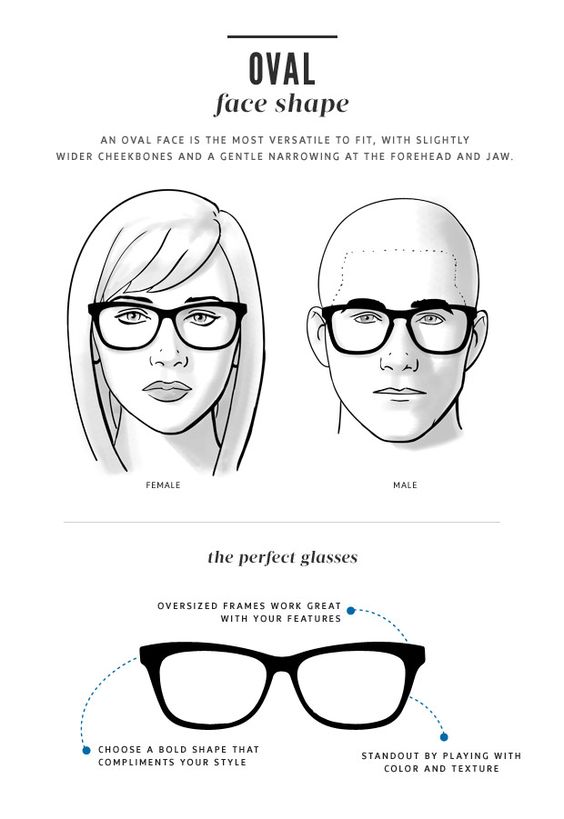 OVAL
face shape
AN OVAL FACE IS THE MOST VERSATILE TO FIT, WITH SLIGHTLY
WIDER CHEEKBONES AND A GENTLE NARROWING AT THE FOREHEAD AND JAW.
FEMALE
MALE
the perfect glasses
OVERSIZED FRAMES WORK GREAT
WITH YOUR FEATURES
CHOOSE A BOLD SHAPE THAT
COMPLIMENTS YOUR STYLE
STANDOUT BY PLAYING WITH
COLOR AND TEXTURE